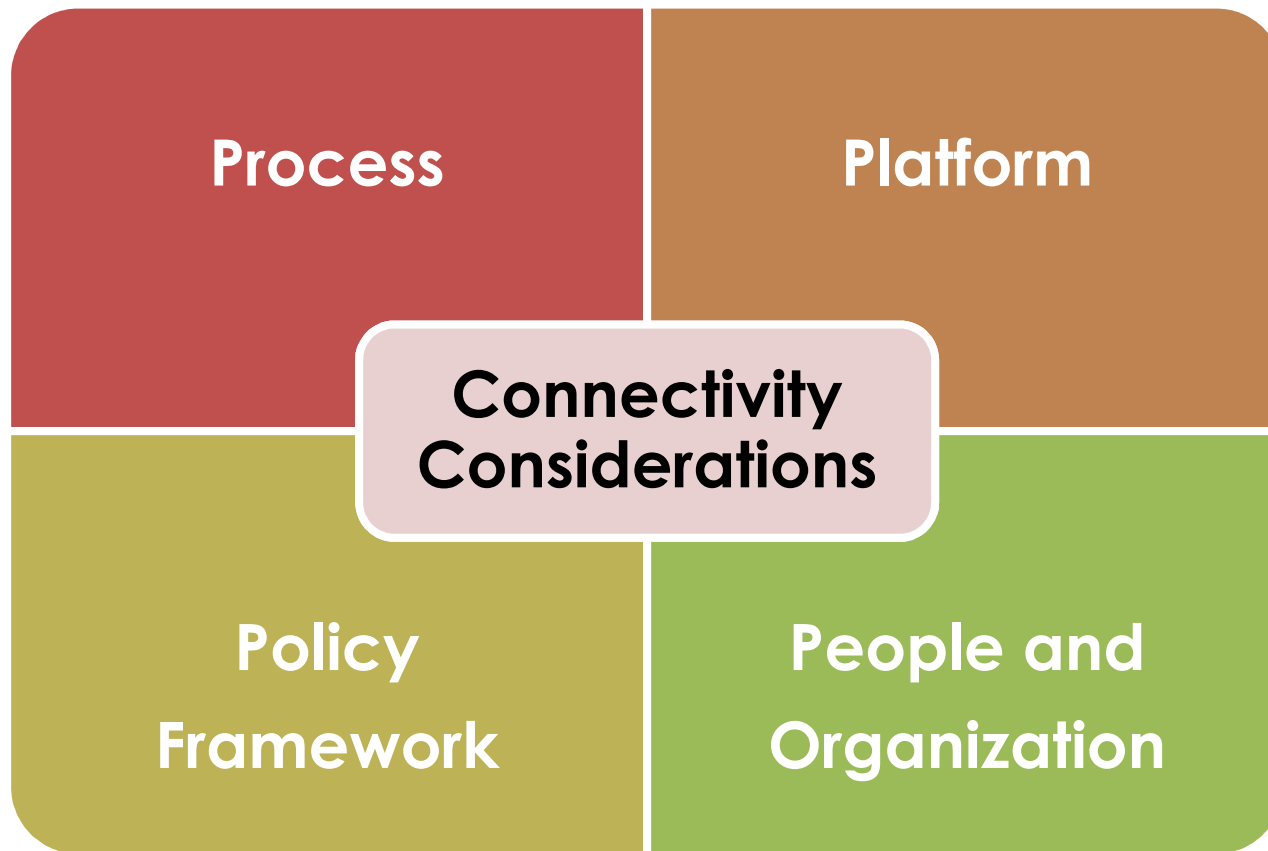 Process
Platform
Connectivity
Considerations
Policy
Framework
People and
Organization